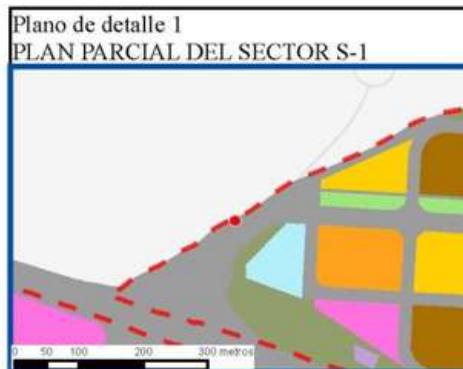 Plano de detalle 1
PLAN PARCIAL DEL SECTOR S-1
0 50 100 200 300 metros